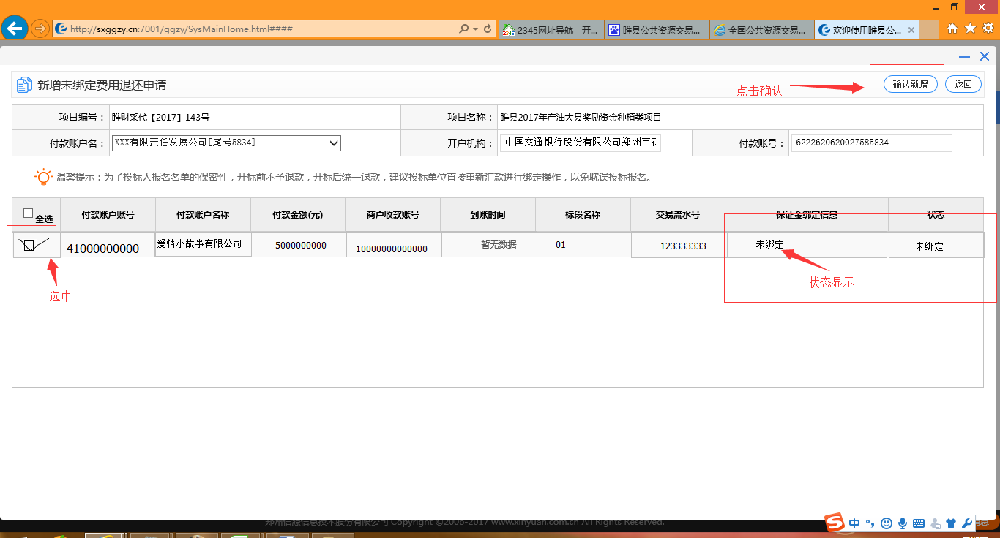 http://sxggzy.cn:7001/ggzy/SysMainHome.html####
2345网址导航 - 开...
睢县公共资源交易...
全国公共资源交易...
欢迎使用睢县公...
新增未绑定费用退还申请
点击确认
确认新增
返回
项目编号：
睢财采代【2017】143号
项目名称：
睢县2017年产油大县奖励资金种植类项目
付款账户名：
XXX有限责任发展公司[尾号5834]
开户机构：
中国交通银行股份有限公司郑州百花
付款账号：
6222620620027585834
温馨提示：为了投标人报名名单的保密性，开标前不予退款，开标后统一退款，建议投标单位直接重新汇款进行绑定操作，以免耽误投标报名。
全选 付款账户账号 付款账户名称 付款金额(元) 商户收款账号 到账时间 标段名称 交易流水号 保证金绑定信息 状态
41000000000 爱情小故事有限公司 5000000000 10000000000000 暂无数据 01 123333333 未绑定 未绑定
选中
状态显示
郑州信源信息技术股份有限公司 Copyright ©2006-2017 www.xinyuan.com.cn All Rights Reserved.
中